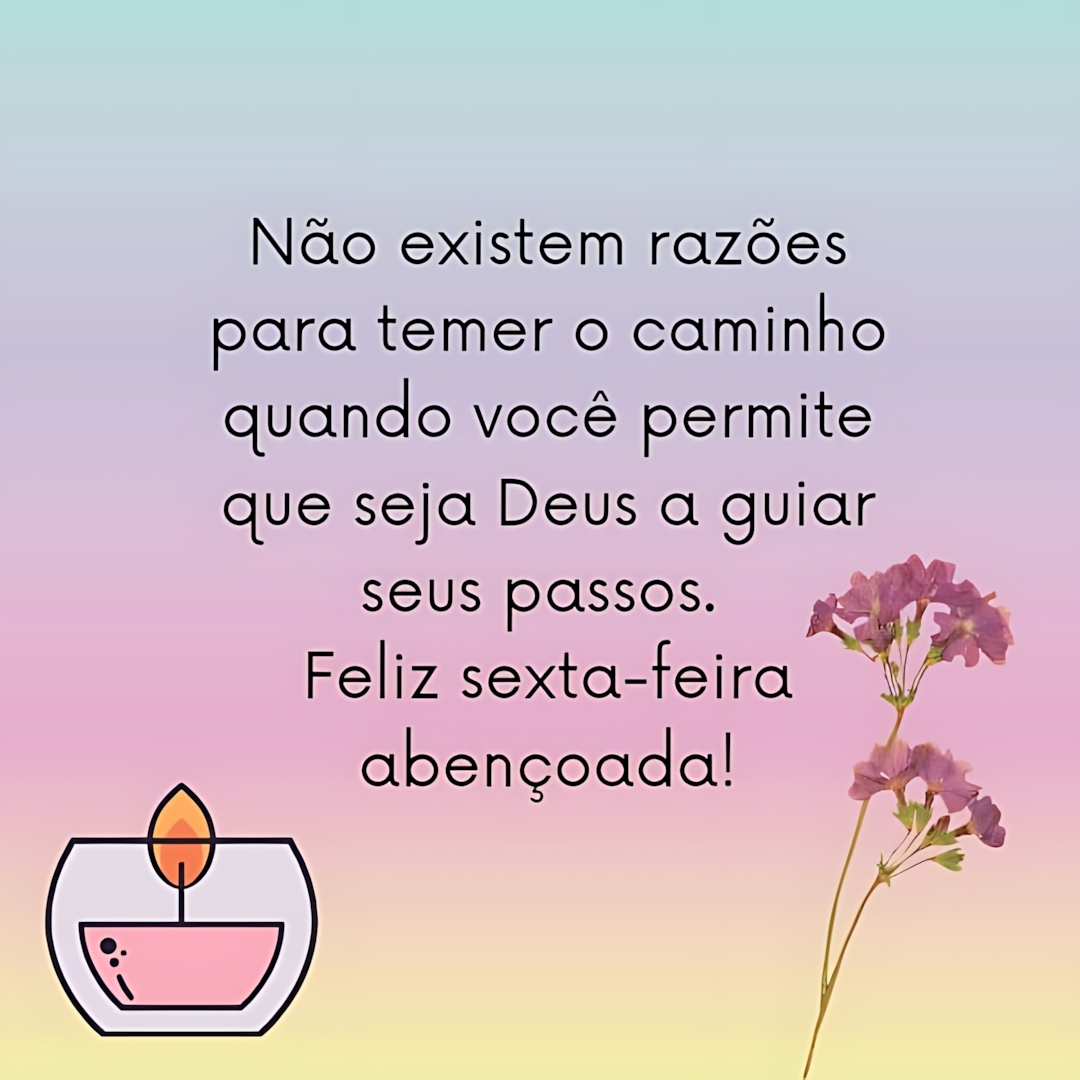 Não existem razões
para temer o caminho
quando você permite
que seja Deus a guiar
seus passos.
Feliz sexta-feira
abençoada!